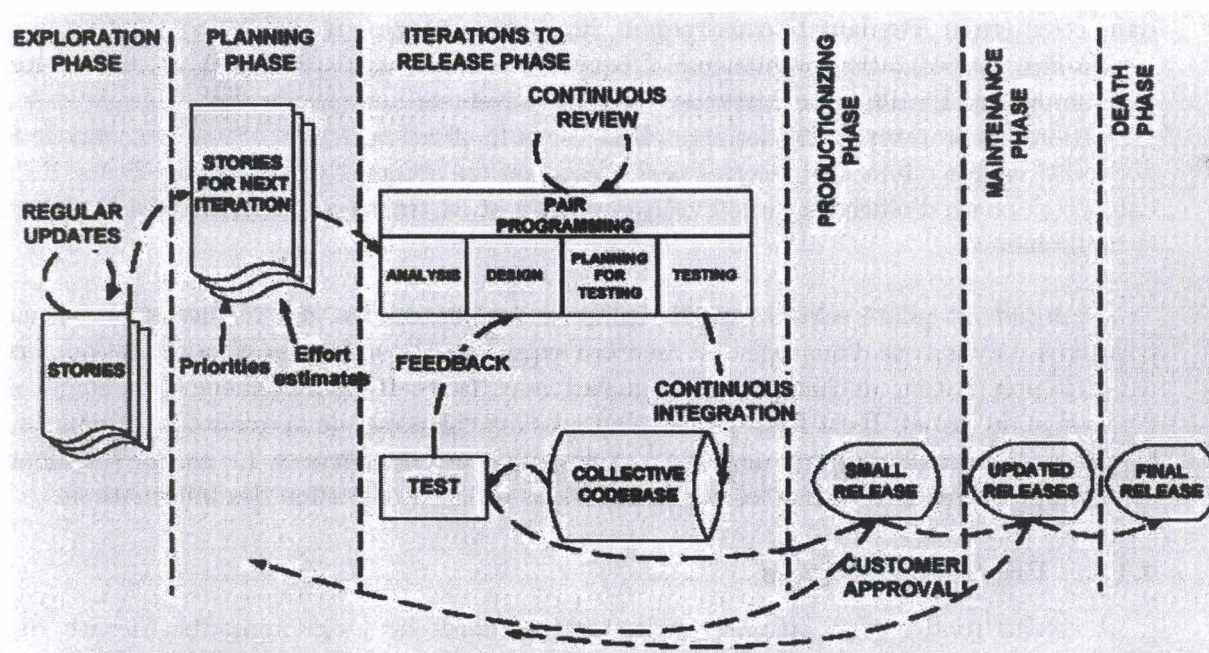 EXPLORATION
PHASE
PLANNING
PHASE
ITERATIONS TO
RELEASE PHASE
PRODUCTIONIZING
PHASE
MAINTENANCE
PHASE
DEATH
PHASE
CONTINUOUS
REVIEW
REGULAR
UPDATES
STORIES
STORIES
FOR NEXT
ITERATION
Priorities
Effort
estimates
PAIR
PROGRAMMING
ANALYSIS
DESIGN
PLANNING
FOR
TESTING
TESTING
FEEDBACK
CONTINUOUS
INTEGRATION
TEST
COLLECTIVE
CODEBASE
SMALL
RELEASE
UPDATED
RELEASES
FINAL
RELEASE
CUSTOMER
APPROVAL